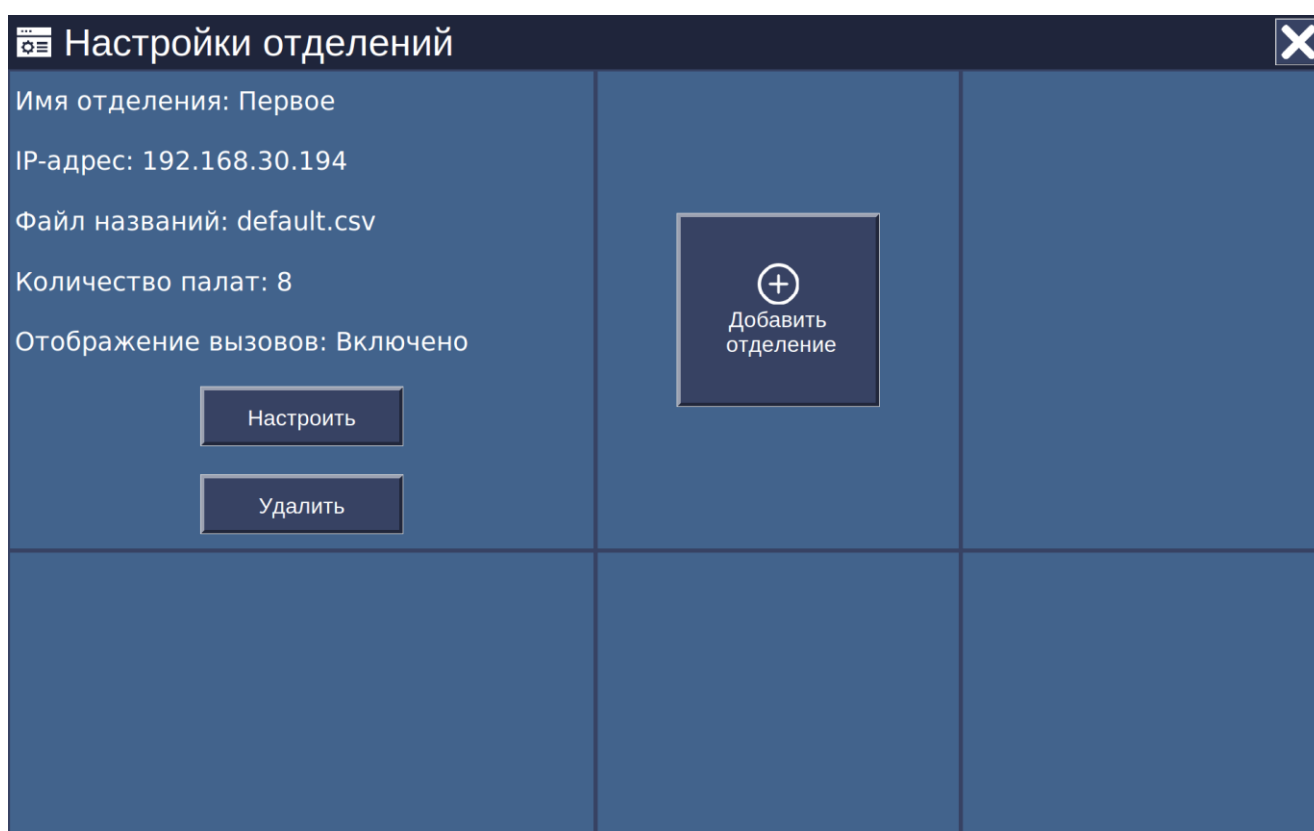 Настройки отделений
Имя отделения: Первое
IP-адрес: 192.168.30.194
Файл названий: default.csv
Количество палат: 8
Отображение вызовов: Включено
Настроить
Удалить
Добавить
отделение